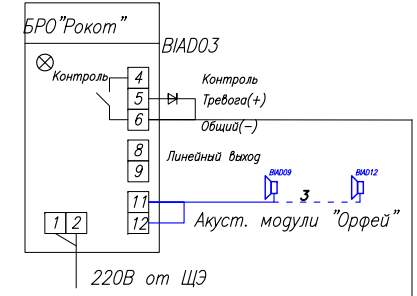 БРО"Рокот"
BIAD03
Контроль
4
Контроль
5
Тревога(+)
6
Общий(-)
8
9
Линейный выход
BIAD09
BIAD12
11
3
12
Акуст. модули "Орфей"
1 2
220В от ЩЭ